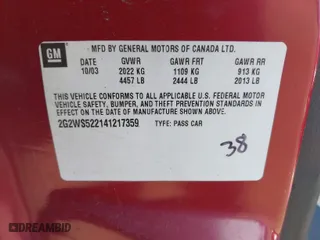 GM
MFD BY GENERAL MOTORS OF CANADA LTD.
DATE GVWR GAWR FRT GAWR RR
10/03 2022 KG 1109 KG 913 KG
4457 LB 2444 LB 2013 LB
THIS VEHICLE CONFORMS TO ALL APPLICABLE U.S. FEDERAL MOTOR
VEHICLE SAFETY, BUMPER, AND THEFT PREVENTION STANDARDS IN
EFFECT ON THE DATE OF MANUFACTURE SHOWN ABOVE.
2G2WS522141217359 TYPE: PASS CAR
38
DREAMBID